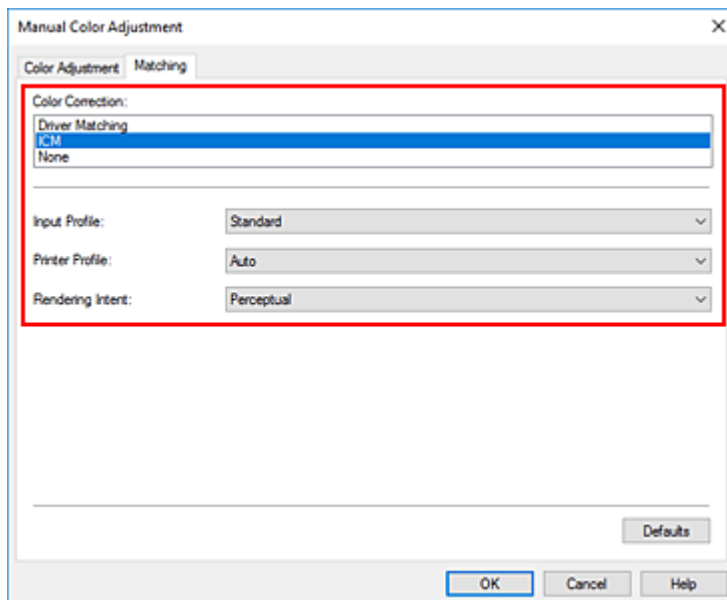 Manual Color Adjustment
Color Adjustment Matching
Color Correction:
Driver Matching
ICM
None
Input Profile: Standard
Printer Profile: Auto
Rendering Intent: Perceptual
Defaults
OK Cancel Help